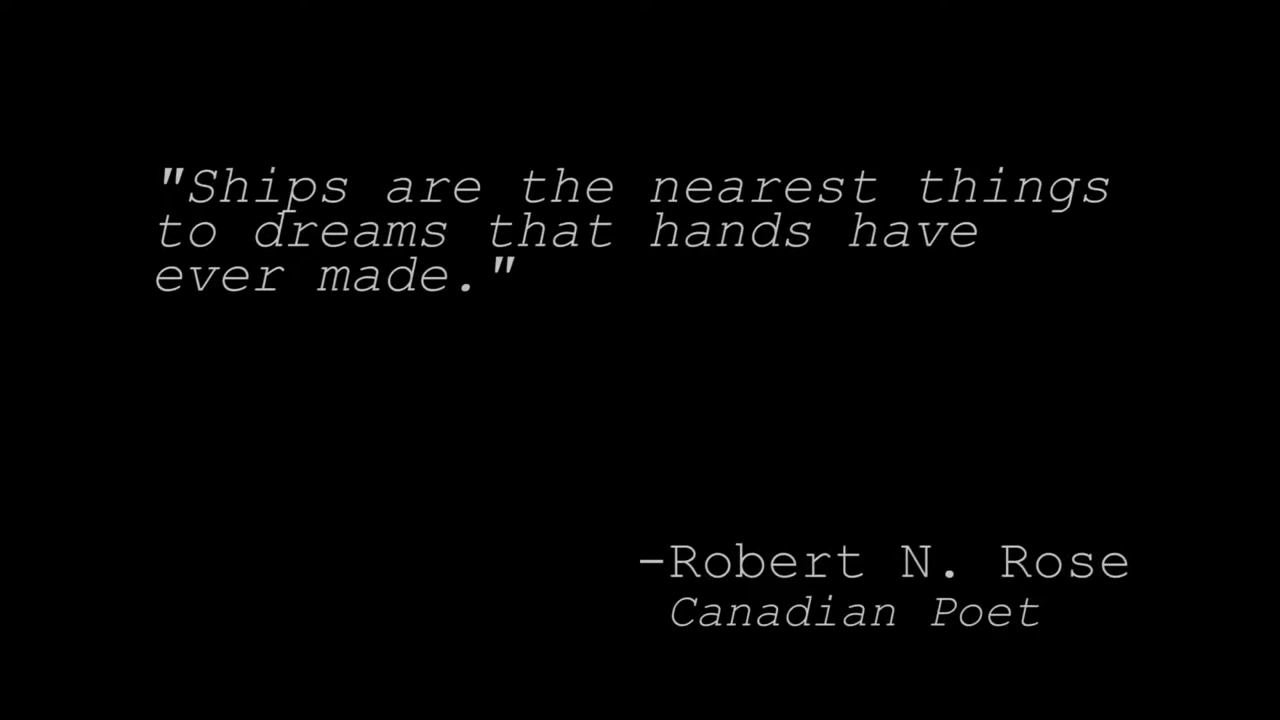 "Ships are the nearest things
to dreams that hands have
ever made."
-Robert N. Rose
Canadian Poet